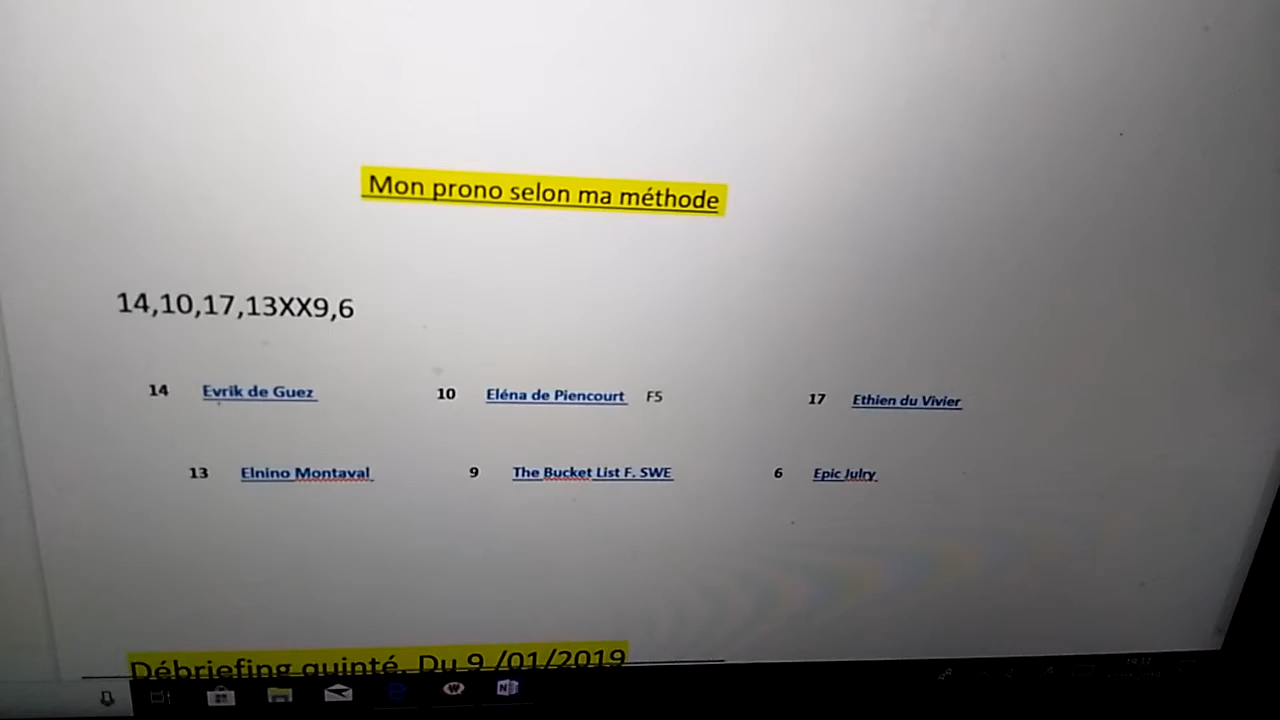 Mon prono selon ma méthode
14,10,17,13XX9,6
14 Evrik de Guez 10 Eléna de Piencourt F5 17 Ethien du Vivier
13 Elnino Montaval 9 The Bucket List F. SWE 6 Epic Julry
Débriefing quinté. Du 9 /01/2019